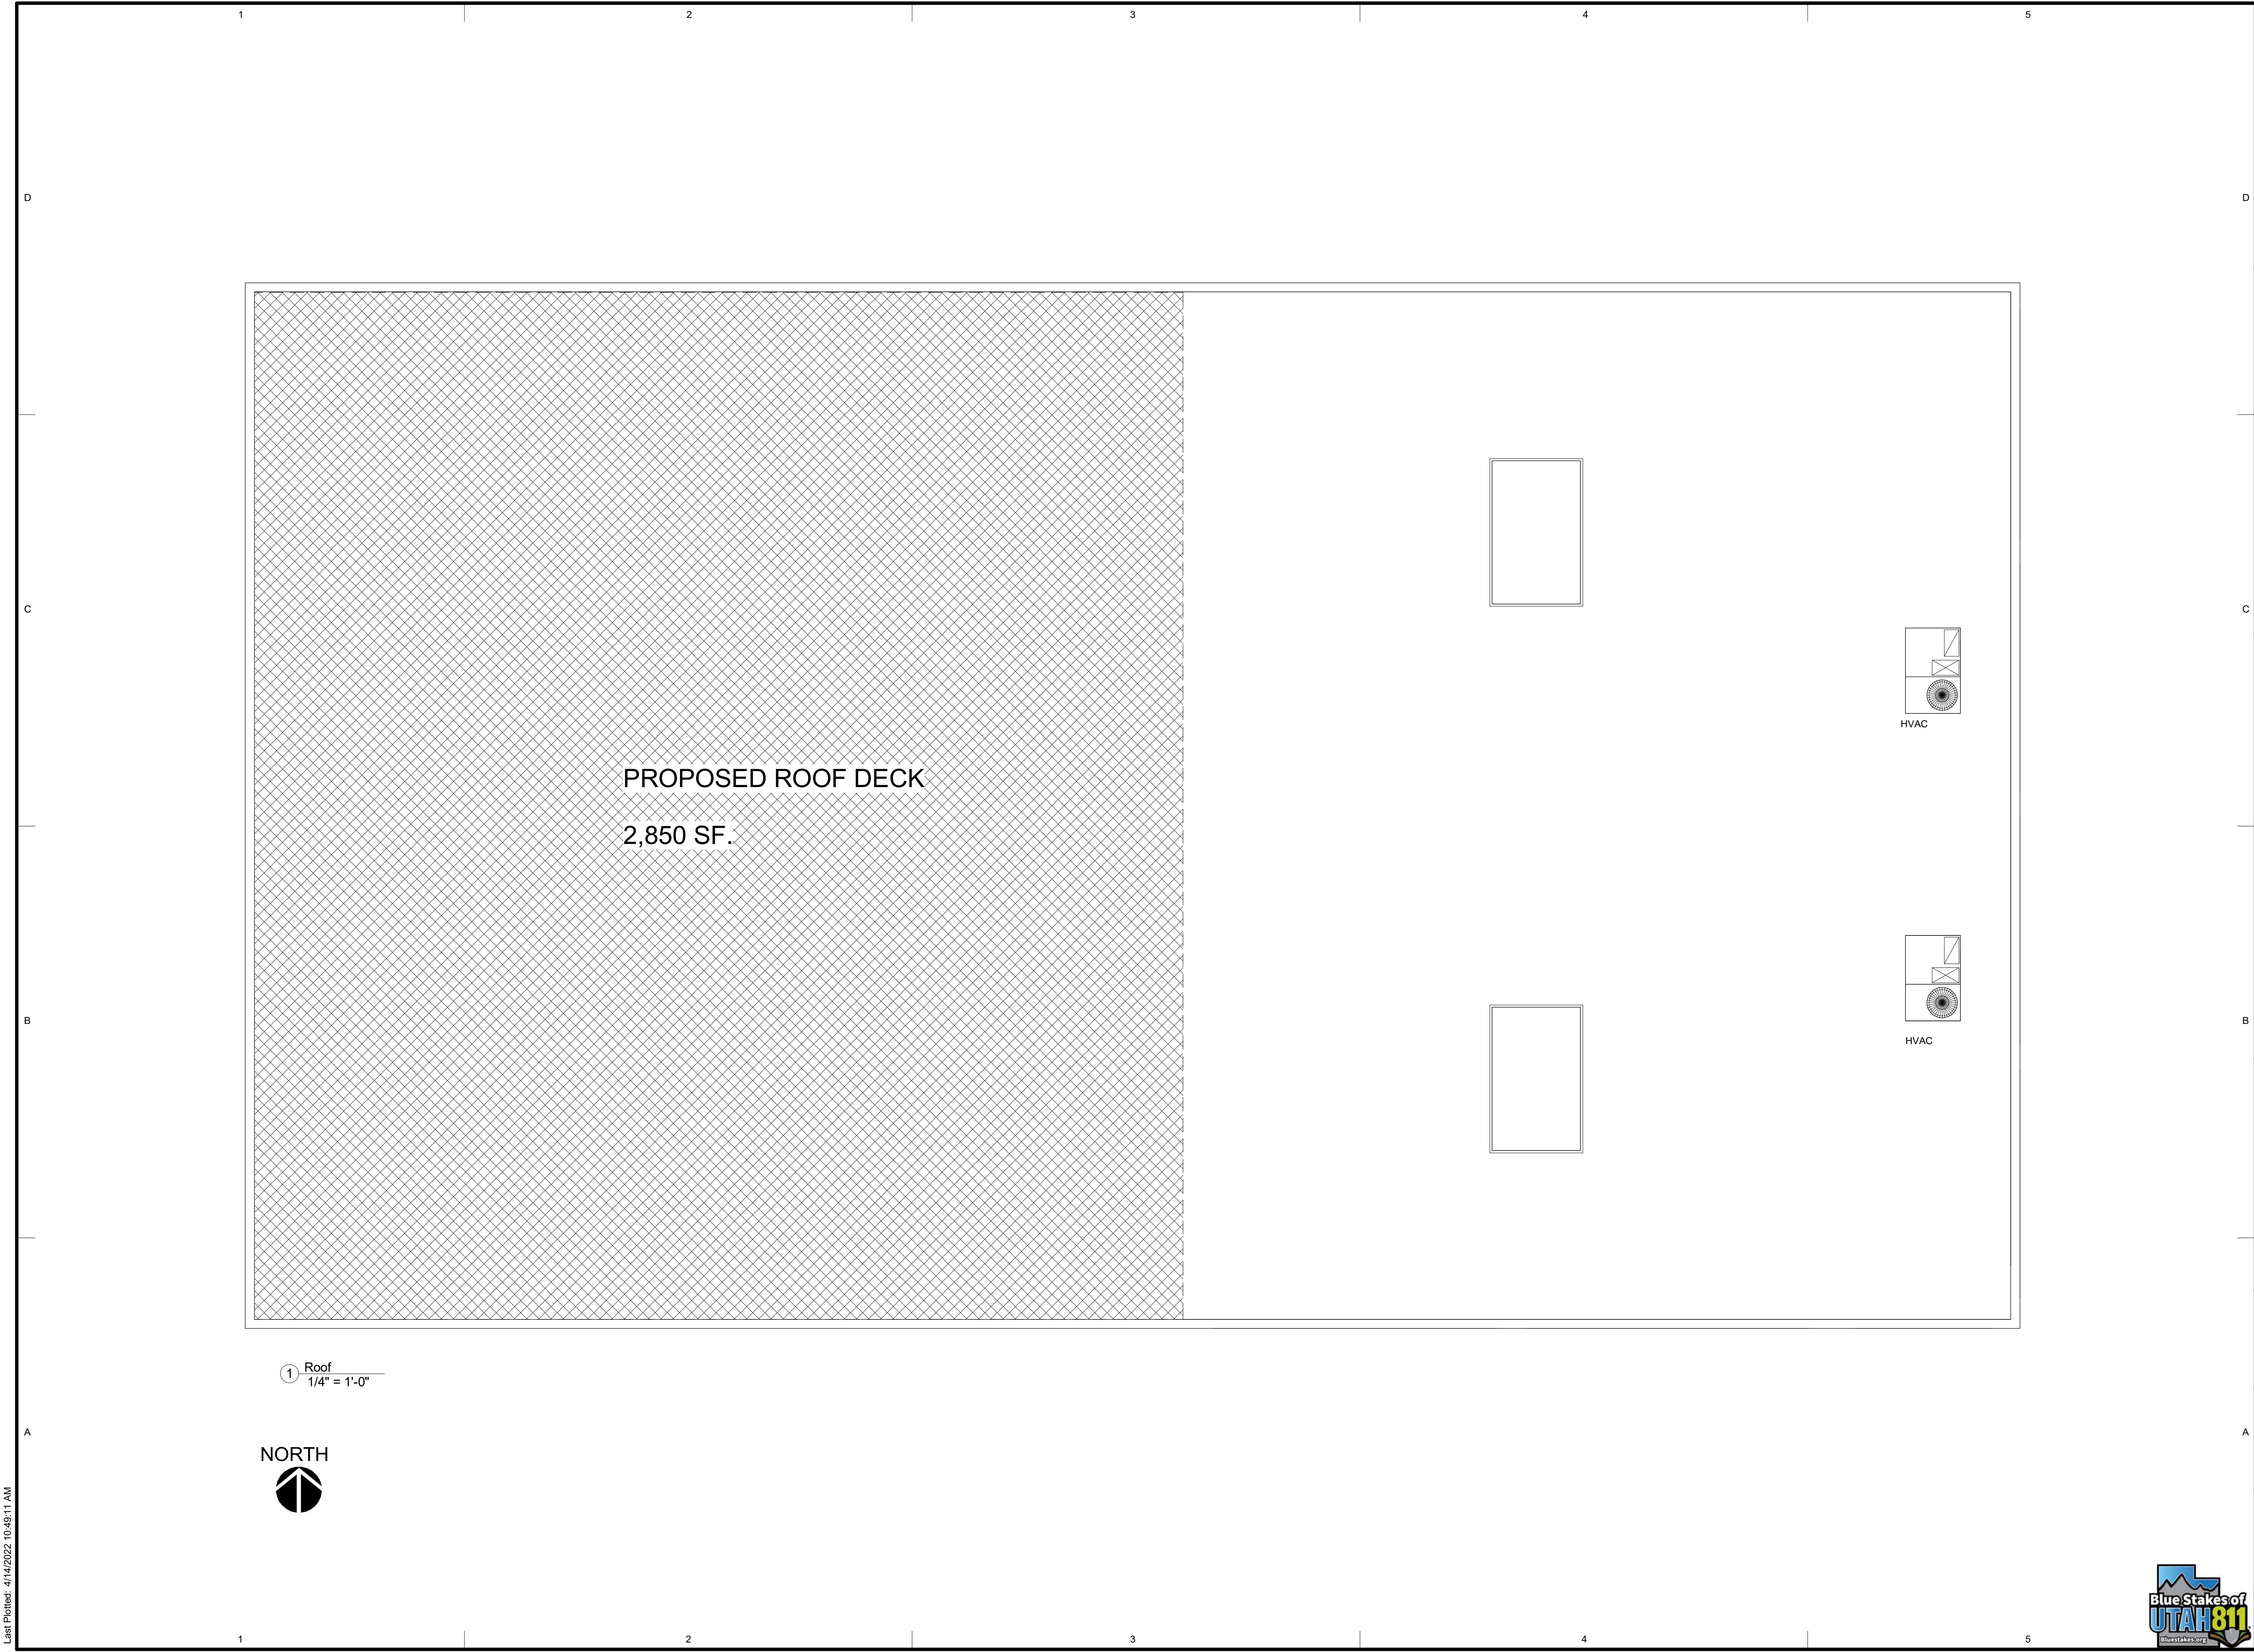 1 2 3 4 5
D D
C C
HVAC
PROPOSED ROOF DECK
2,850 SF.
B B
HVAC
1 Roof
1/4" = 1'-0"
A A
NORTH
Last Plotted: 4/14/2022 10:49:11 AM
Blue Stakes of
UTAH811
Bluestakes.org
1 2 3 4 5